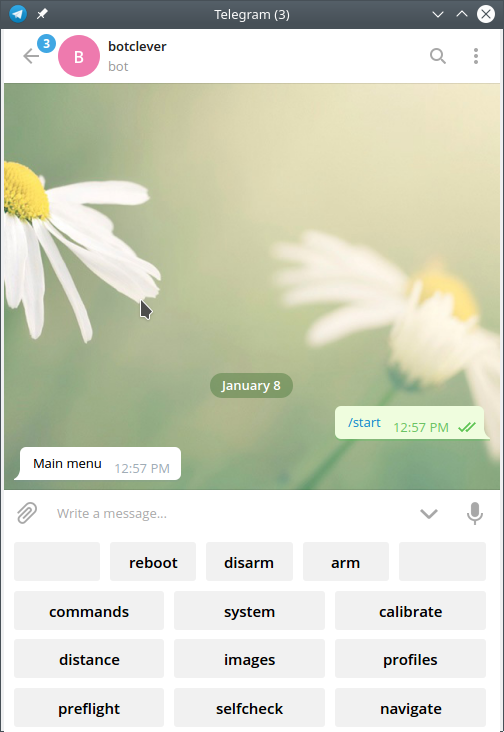 Telegram (3)
3
B
botclever
bot
January 8
/start 12:57 PM
Main menu 12:57 PM
Write a message...
reboot disarm arm
commands system calibrate
distance images profiles
preflight selfcheck navigate